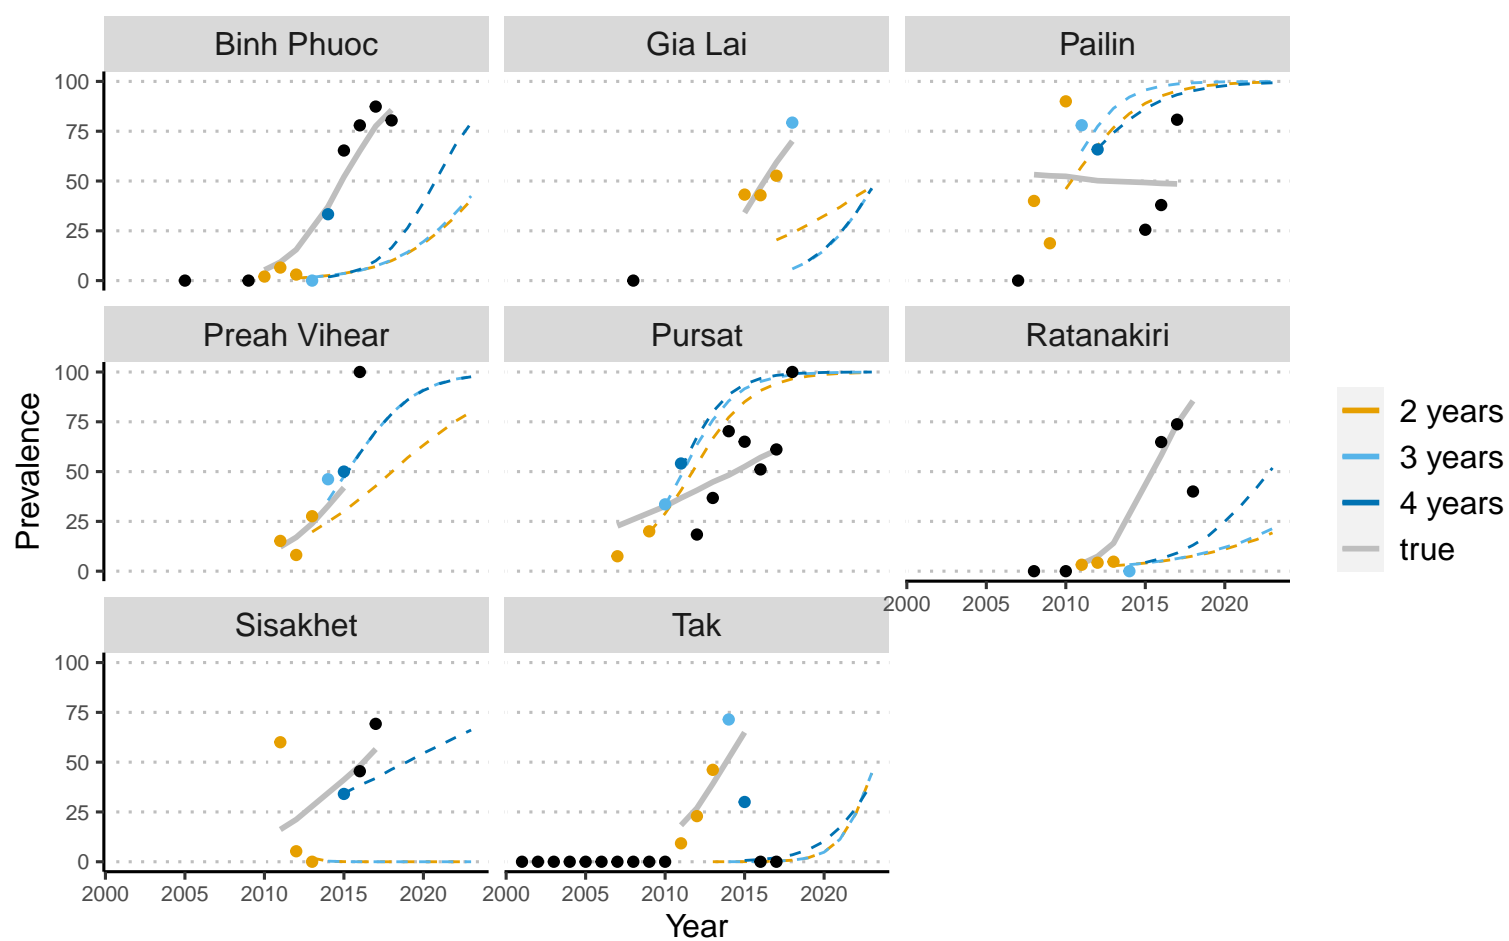 Binh Phuoc Gia Lai Pailin
100
75
50
25
0
Preah Vihear Pursat Ratanakiri
100
75
50
25
0
2000 2005 2010 2015 2020
Sisakhet Tak
100
75
50
25
0
2000 2005 2010 2015 2020 2000 2005 2010 2015 2020
Year
Prevalence
2 years
3 years
4 years
true